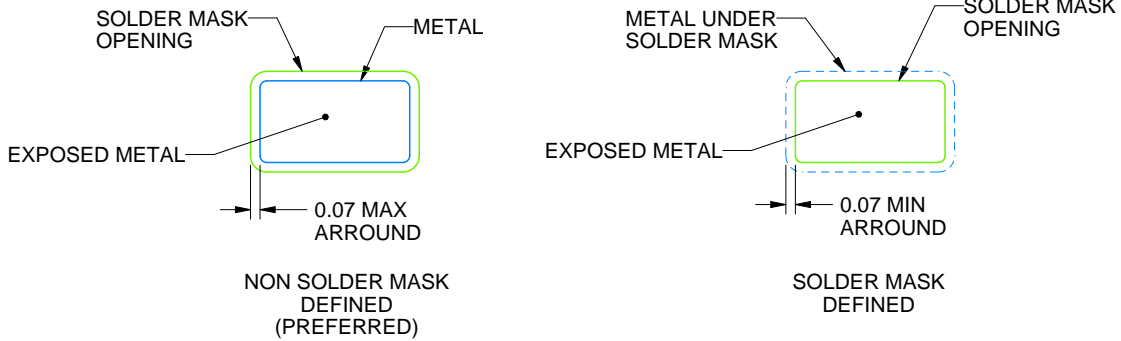 SOLDER MASK
OPENING
METAL
EXPOSED METAL
0.07 MAX
ARROUND
NON SOLDER MASK
DEFINED
(PREFERRED)
METAL UNDER
SOLDER MASK
SOLDER MASK
OPENING
EXPOSED METAL
0.07 MIN
ARROUND
SOLDER MASK
DEFINED